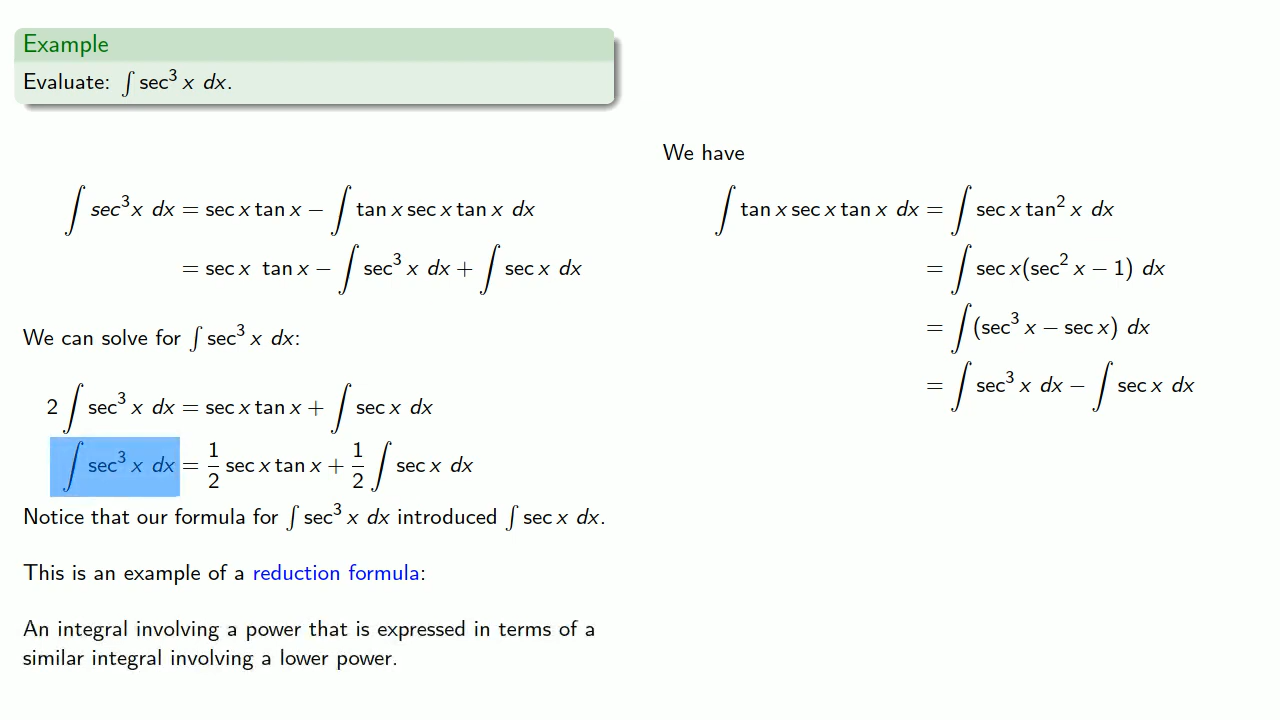 Example
Evaluate: ∫ sec³ x dx.
∫ sec³x dx = sec x tan x − ∫ tan x sec x tan x dx
= sec x tan x − ∫ sec³ x dx + ∫ sec x dx
We can solve for ∫ sec³ x dx:
2 ∫ sec³ x dx = sec x tan x + ∫ sec x dx
∫ sec³ x dx = 1/2 sec x tan x + 1/2 ∫ sec x dx
Notice that our formula for ∫ sec³ x dx introduced ∫ sec x dx.
This is an example of a reduction formula:
An integral involving a power that is expressed in terms of a
similar integral involving a lower power.
We have
∫ tan x sec x tan x dx = ∫ sec x tan² x dx
= ∫ sec x(sec² x − 1) dx
= ∫ (sec³ x − sec x) dx
= ∫ sec³ x dx − ∫ sec x dx